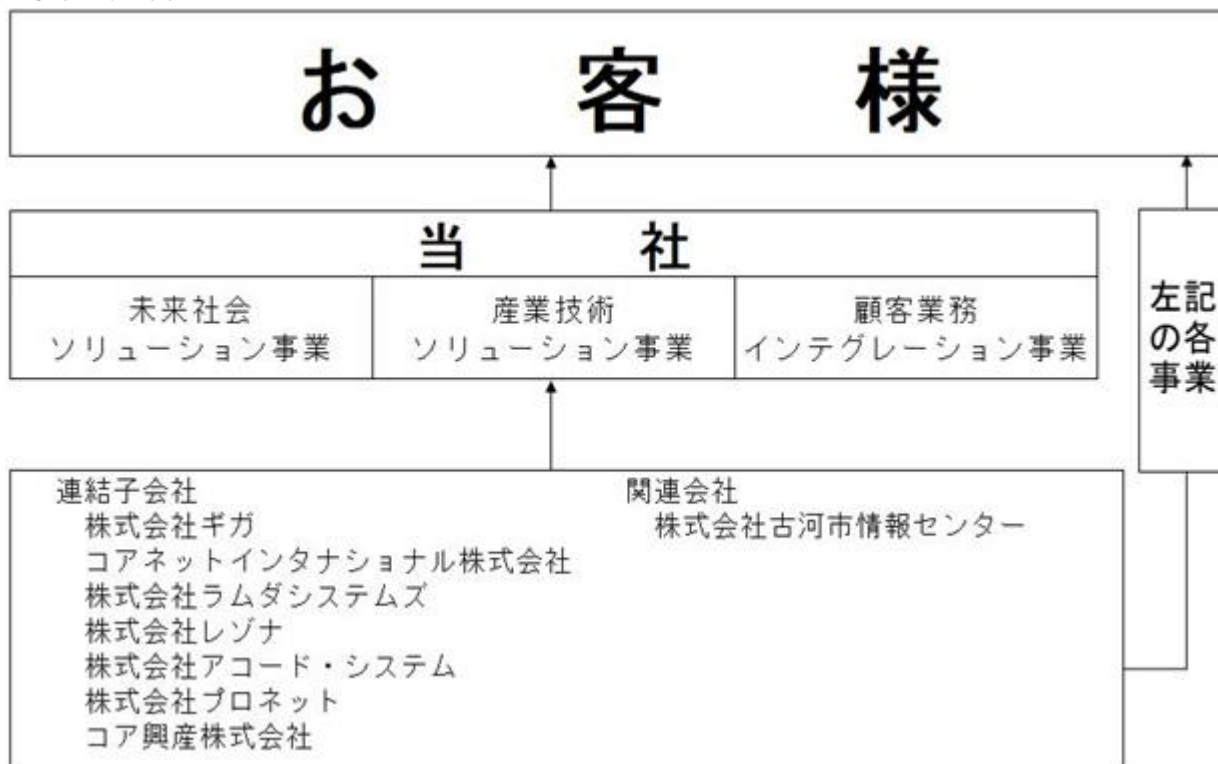 お客様
当社
未来社会
ソリューション事業
産業技術
ソリューション事業
顧客業務
インテグレーション事業
左記
の各
事業
連結子会社
株式会社ギガ
コアネットインタナショナル株式会社
株式会社ラムダシステムズ
株式会社レゾナ
株式会社アコード・システム
株式会社プロネット
コア興産株式会社
関連会社
株式会社古河市情報センター